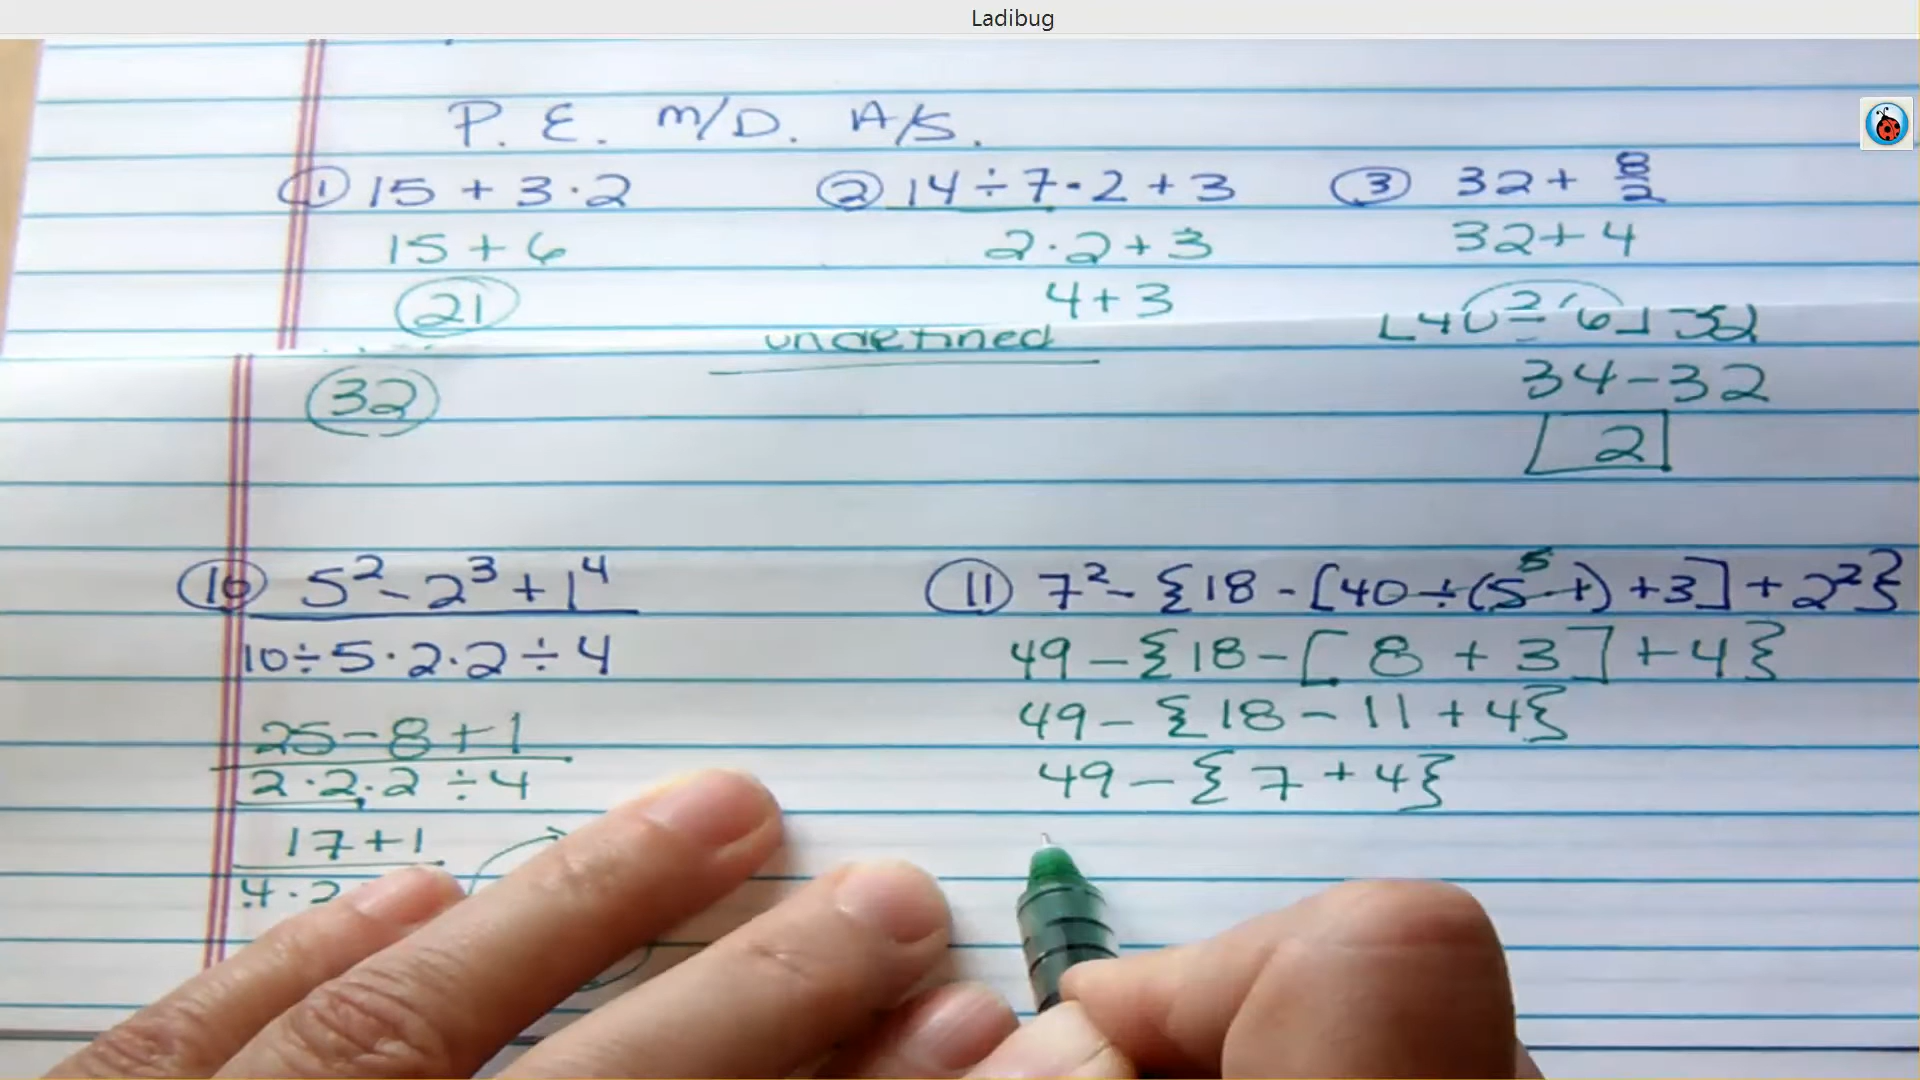 Ladibug
P. E. M/D. A/S.
① 15 + 3 · 2
15 + 6
21
② 14 ÷ 7 · 2 + 3
2 · 2 + 3
4 + 3
③ 32 + 8/2
32 + 4
undefined
32
34 - 32
2
⑩ 5² - 2³ + 1⁴
10 ÷ 5 · 2 · 2 ÷ 4
25 - 8 + 1
2 · 2 · 2 ÷ 4
17 + 1
4 · 2
⑪ 7² - {18 - [40 ÷ (5 · 1) + 3] + 2²}
5
49 - {18 - [8 + 3] + 4}
49 - {18 - 11 + 4}
49 - {7 + 4}